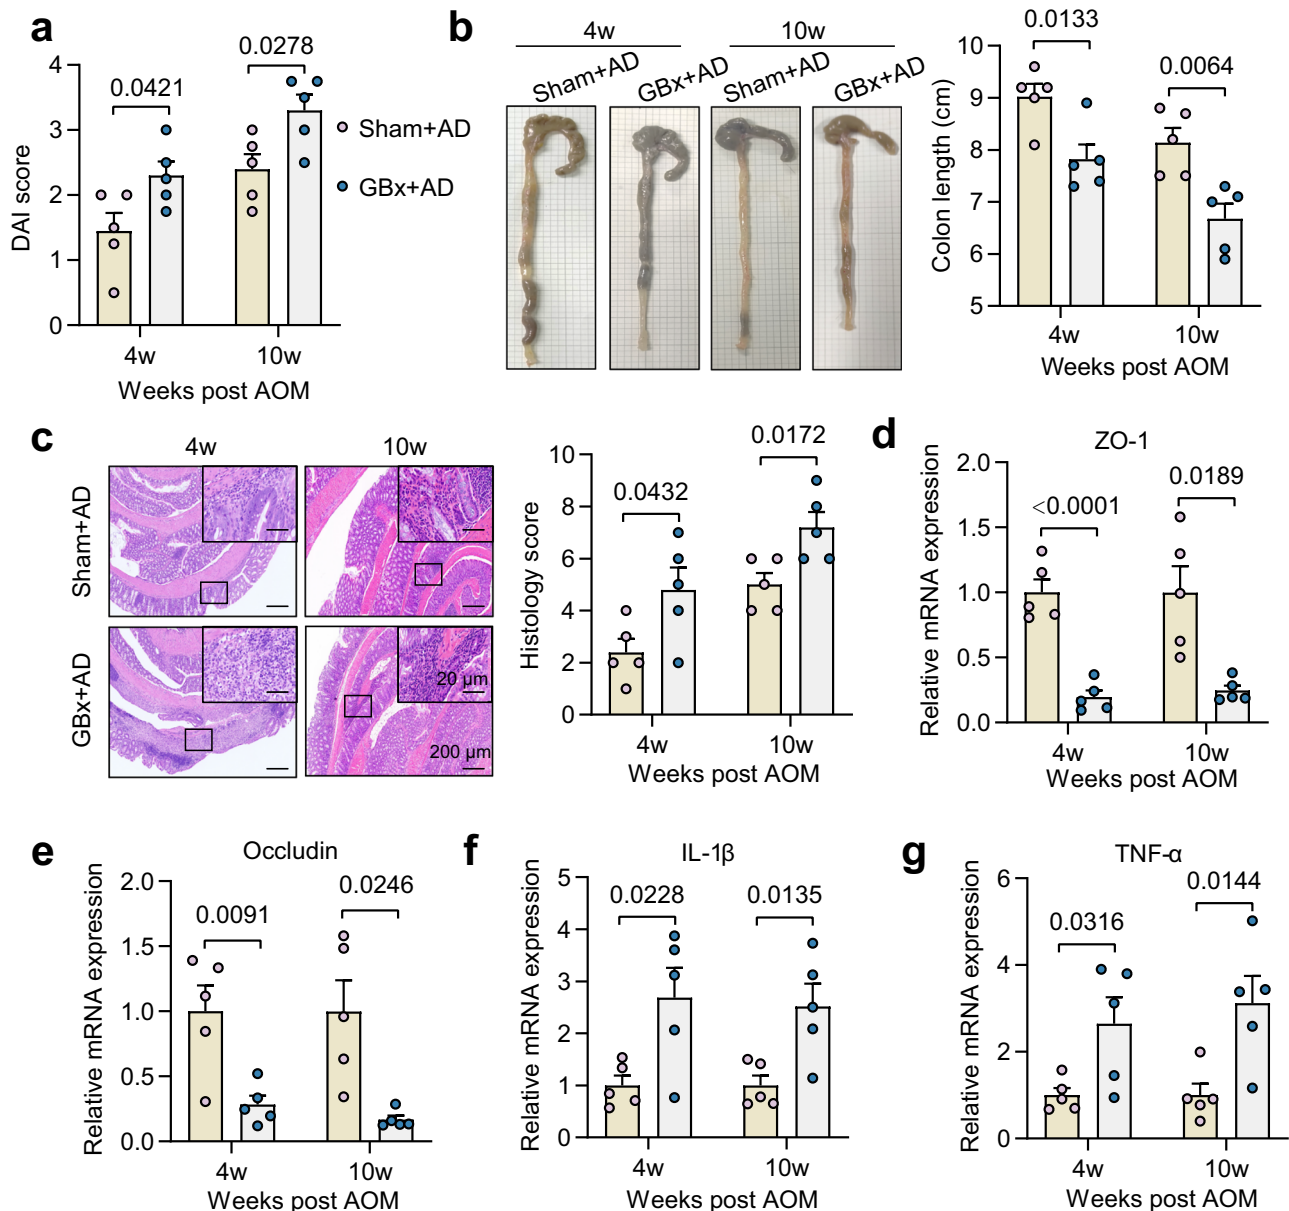 a
0.0421
0.0278
4
3
2
1
0
DAI score
4w
10w
Weeks post AOM
Sham+AD
GBx+AD
b
4w
10w
Sham+AD
GBx+AD
Sham+AD
GBx+AD
0.0133
0.0064
10
9
8
7
6
5
Colon length (cm)
4w
10w
Weeks post AOM
c
4w
10w
Sham+AD
GBx+AD
20 μm
200 μm
0.0432
0.0172
10
8
6
4
2
0
Histology score
4w
10w
Weeks post AOM
d
ZO-1
<0.0001
0.0189
2.0
1.5
1.0
0.5
0.0
Relative mRNA expression
4w
10w
Weeks post AOM
e
Occludin
0.0091
0.0246
2.0
1.5
1.0
0.5
0.0
Relative mRNA expression
4w
10w
Weeks post AOM
f
IL-1β
0.0228
0.0135
5
4
3
2
1
0
Relative mRNA expression
4w
10w
Weeks post AOM
g
TNF-α
0.0316
0.0144
6
4
2
0
Relative mRNA expression
4w
10w
Weeks post AOM